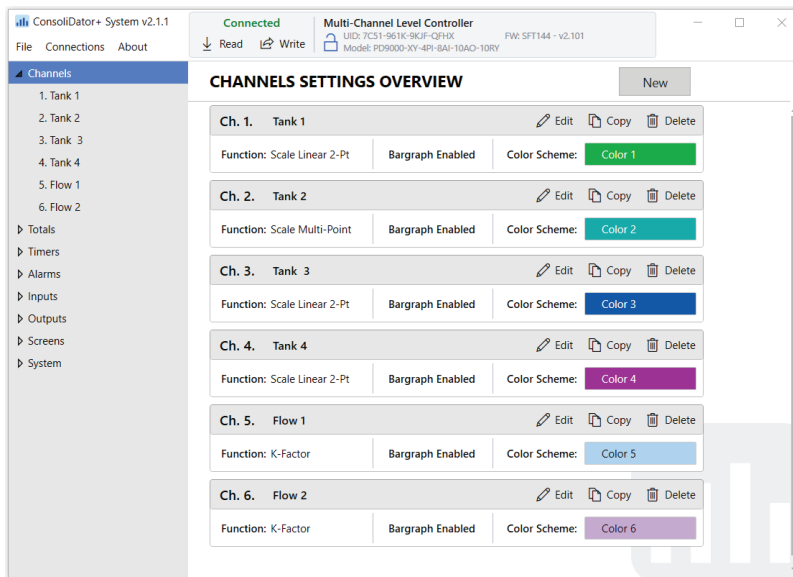 ConsoliDator+ System v2.1.1
File Connections About
Connected
Read Write
Multi-Channel Level Controller
UID: 7C51-961K-9KJF-QFHX FW: SFT144 - v2.101
Model: PD9000-XY-4PI-8AI-10AO-10RY
Channels
1. Tank 1
2. Tank 2
3. Tank  3
4. Tank 4
5. Flow 1
6. Flow 2
Totals
Timers
Alarms
Inputs
Outputs
Screens
System
CHANNELS SETTINGS OVERVIEW New
Ch. 1. Tank 1 Edit Copy Delete
Function: Scale Linear 2-Pt Bargraph Enabled Color Scheme: Color 1
Ch. 2. Tank 2 Edit Copy Delete
Function: Scale Multi-Point Bargraph Enabled Color Scheme: Color 2
Ch. 3. Tank  3 Edit Copy Delete
Function: Scale Linear 2-Pt Bargraph Enabled Color Scheme: Color 3
Ch. 4. Tank 4 Edit Copy Delete
Function: Scale Linear 2-Pt Bargraph Enabled Color Scheme: Color 4
Ch. 5. Flow 1 Edit Copy Delete
Function: K-Factor Bargraph Enabled Color Scheme: Color 5
Ch. 6. Flow 2 Edit Copy Delete
Function: K-Factor Bargraph Enabled Color Scheme: Color 6